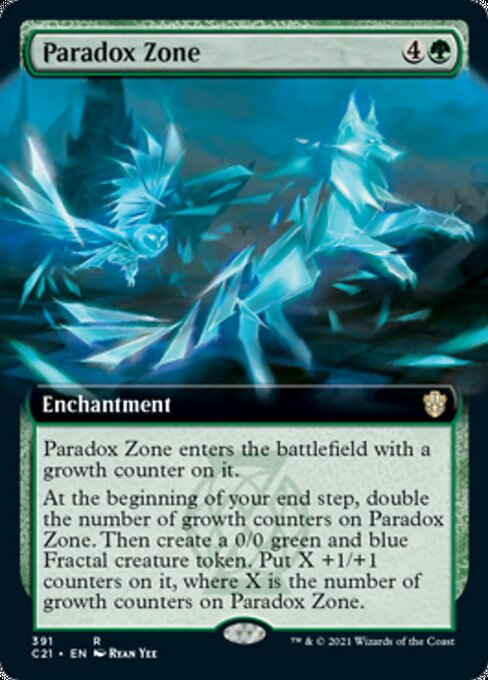 Paradox Zone 4
Enchantment
Paradox Zone enters the battlefield with a
growth counter on it.
At the beginning of your end step, double
the number of growth counters on Paradox
Zone. Then create a 0/0 green and blue
Fractal creature token. Put X +1/+1
counters on it, where X is the number of
growth counters on Paradox Zone.
391 R
C21 • EN Ryan Yee
™ & © 2021 Wizards of the Coast